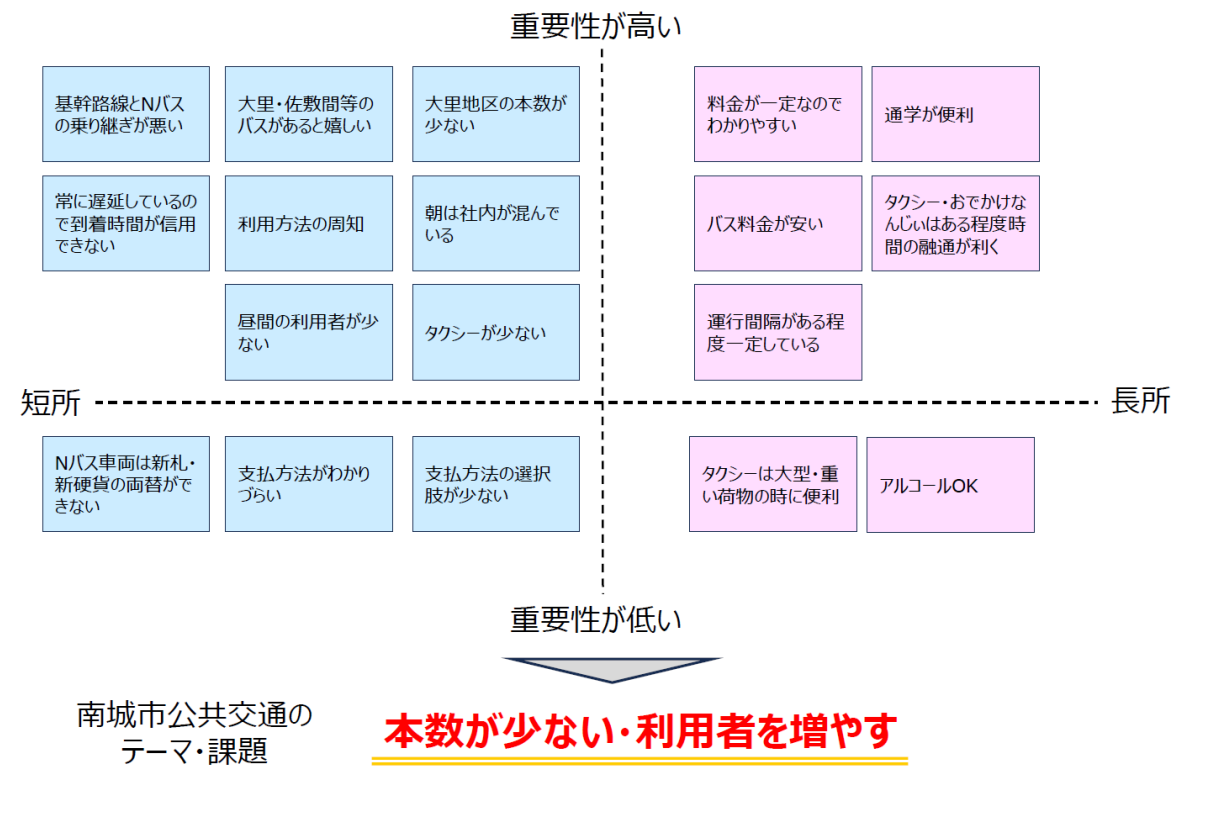 重要性が高い
基幹路線とNバス
の乗り継ぎが悪い
大里・佐敷間等の
バスがあると嬉しい
大里地区の本数が
少ない
料金が一定なので
わかりやすい
通学が便利
常に遅延しているの
で到着時間が信用
できない
利用方法の周知
朝は社内が混んで
いる
バス料金が安い
タクシー・おでかけな
んじぃはある程度時
間の融通が利く
昼間の利用者が少
ない
タクシーが少ない
運行間隔がある程
度一定している
短所
長所
Nバス車両は新札・
新硬貨の両替がで
きない
支払方法がわかり
づらい
支払方法の選択
肢が少ない
タクシーは大型・重
い荷物の時に便利
アルコールOK
重要性が低い
南城市公共交通の
テーマ・課題
本数が少ない・利用者を増やす